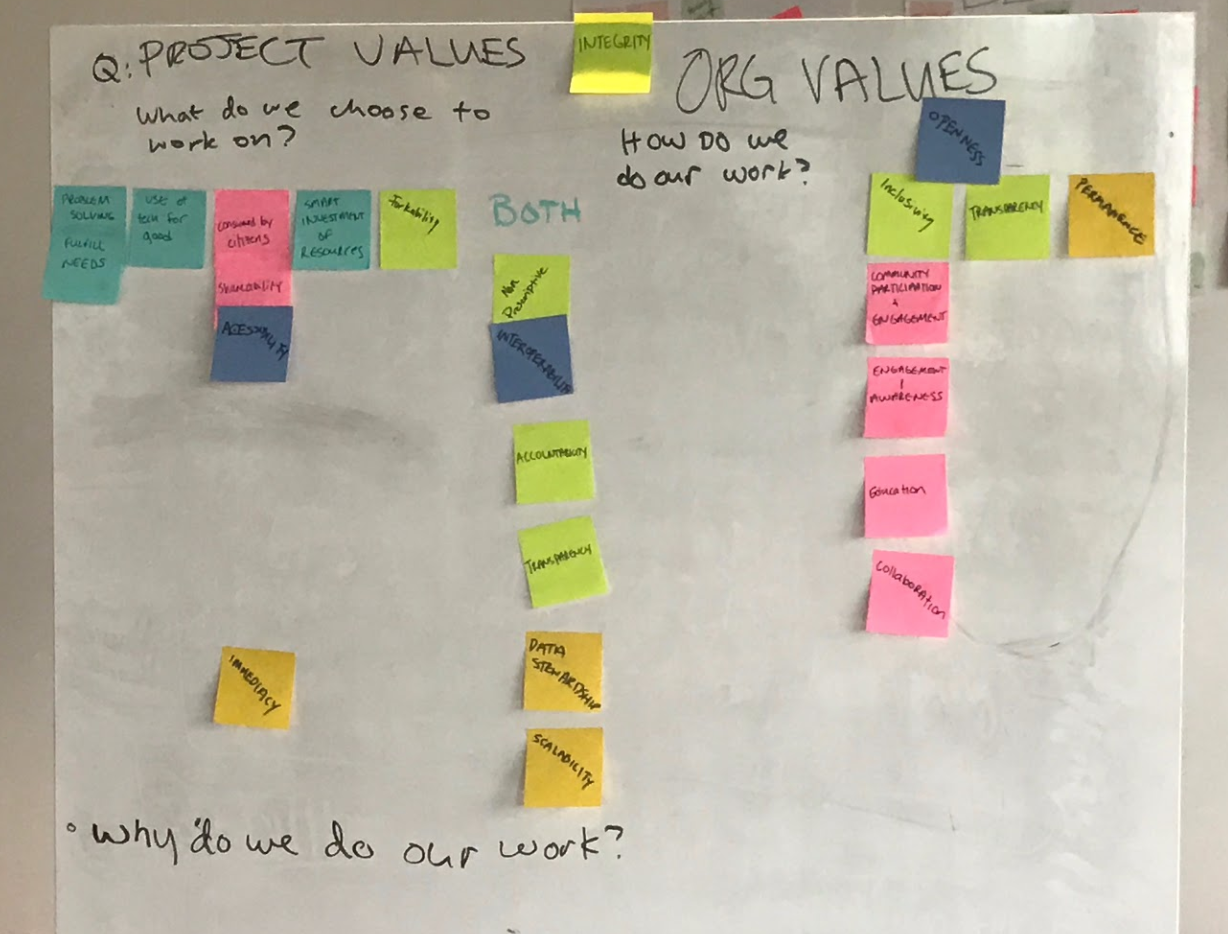 Q: PROJECT VALUES
What do we choose to
work on?
INTEGRITY
ORG VALUES
HOW DO we
do our work?
OPENNESS
PROBLEM
SOLVING
FULFILL
NEEDS
USE of
tech for
good
consumed by
citizens
Shareability
SMART
INVESTMENT
OF
RESOURCES
Forkability
BOTH
Non
Prescriptive
INTEROPERABILITY
ACCOUNTABILITY
TRANSPARENCY
DATA
STEWARDSHIP
SCALABILITY
IMMEDIACY
Inclusivity
TRANSPARENCY
PERMANENCE
COMMUNITY
PARTICIPATION
+
ENGAGEMENT
ENGAGEMENT
AWARENESS
Education
Collaboration
• Why do we do our work?